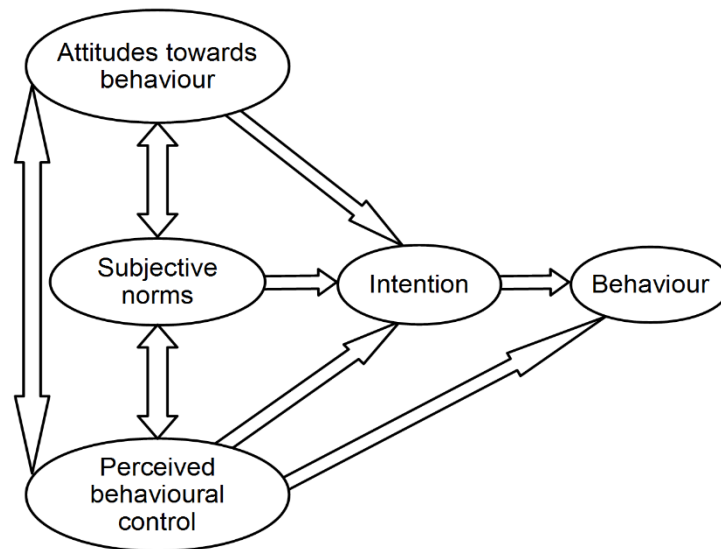 Attitudes towards
behaviour
Subjective
norms
Intention
Behaviour
Perceived
behavioural
control